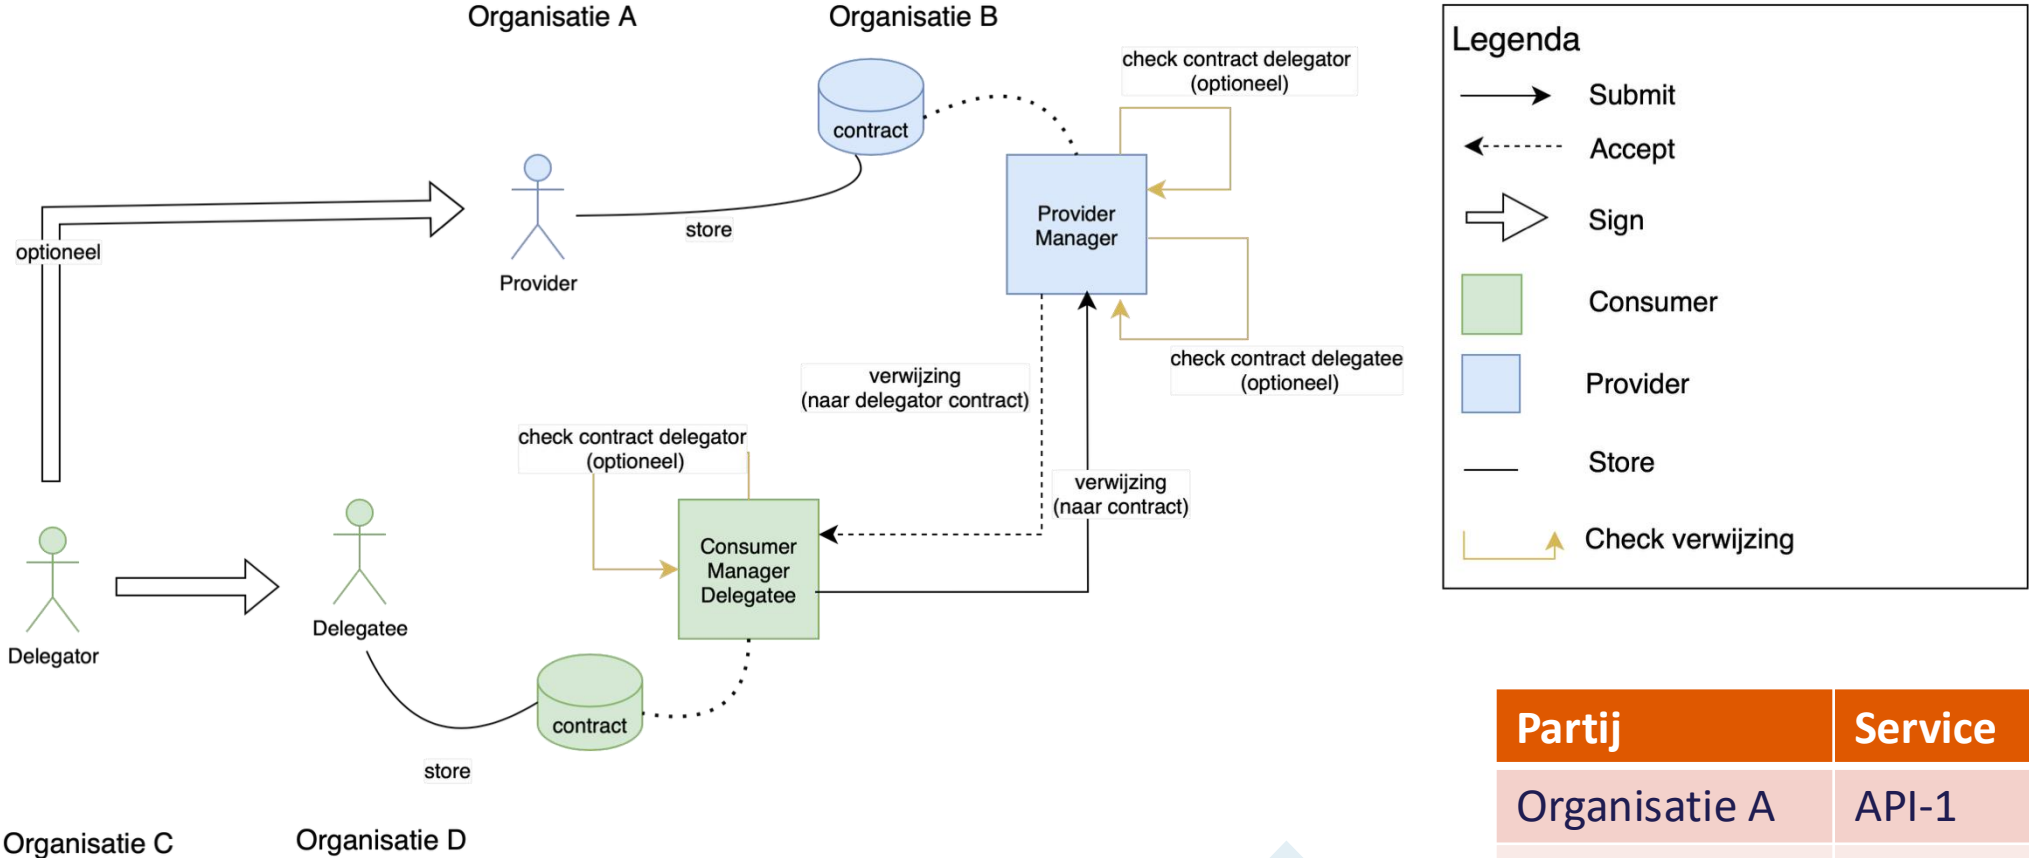 Organisatie A
Organisatie B
check contract delegator
(optioneel)
contract
Provider
Manager
optioneel
store
Provider
check contract delegatee
(optioneel)
verwijzing
(naar delegator contract)
check contract delegator
(optioneel)
verwijzing
(naar contract)
Consumer
Manager
Delegatee
Delegatee
Delegator
contract
store
Organisatie C
Organisatie D
Legenda
Submit
Accept
Sign
Consumer
Provider
Store
Check verwijzing
Partij Service
Organisatie A API-1